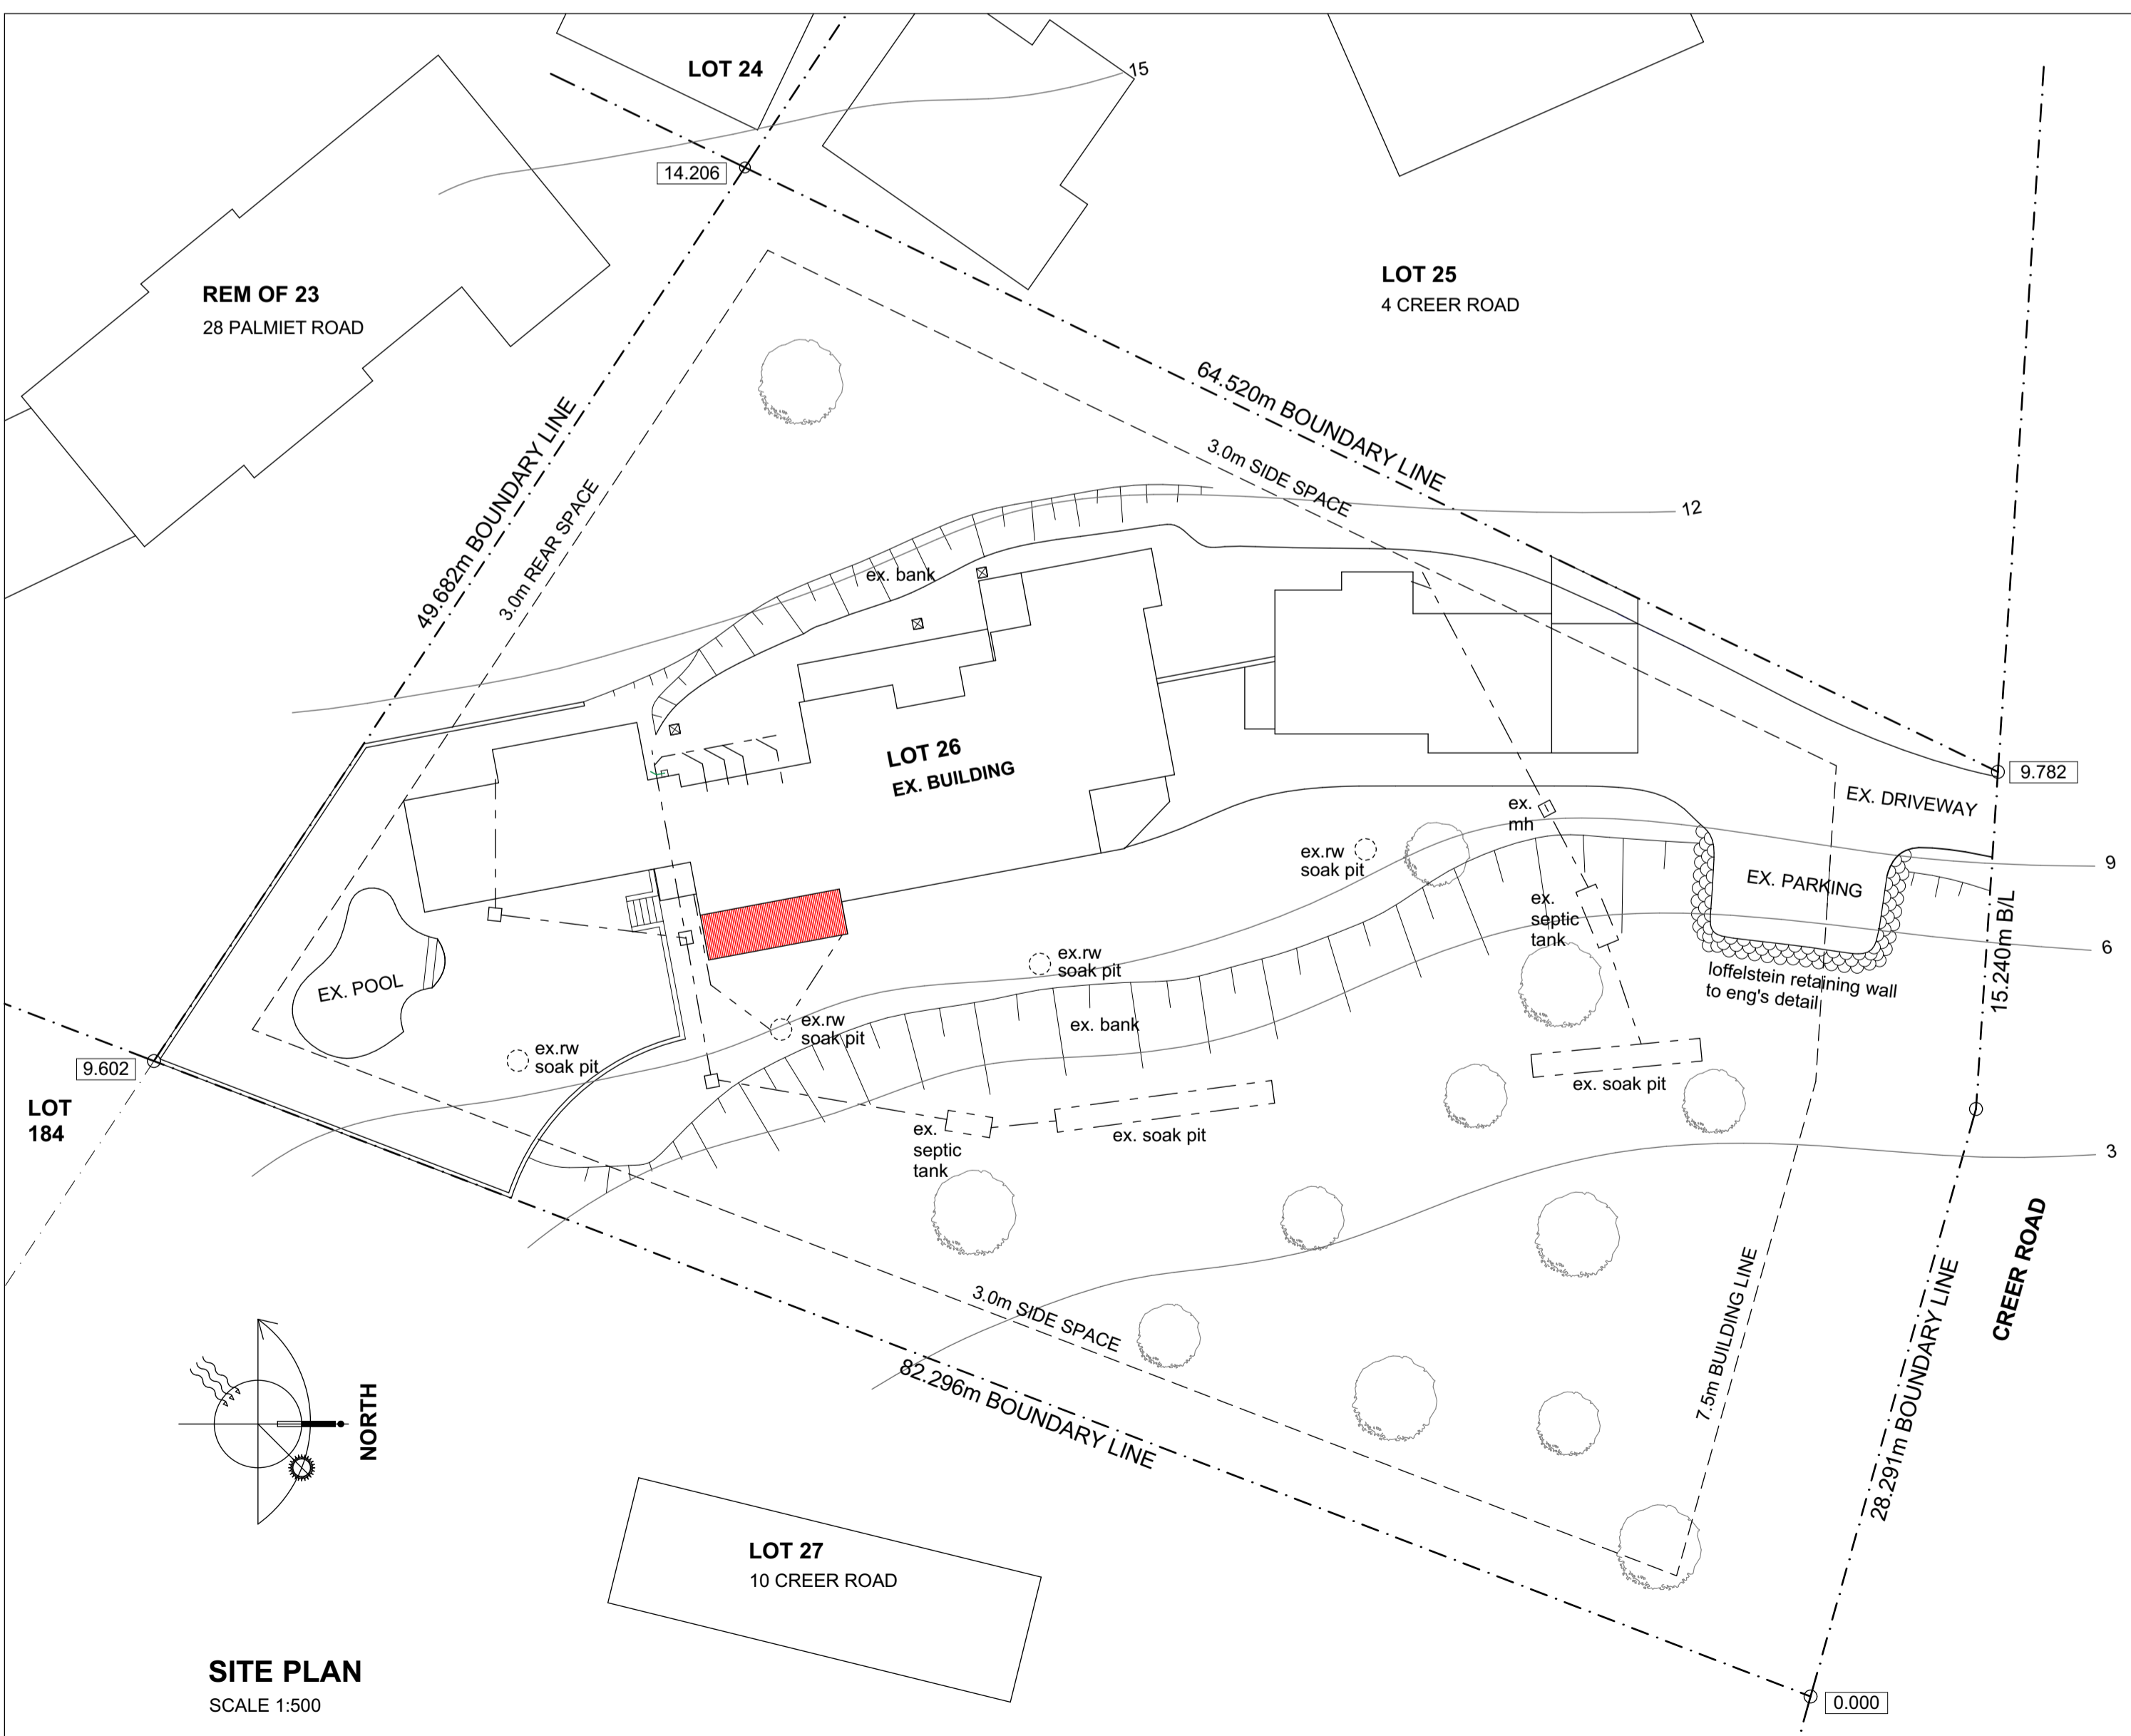 LOT 24
15
14.206
REM OF 23
28 PALMIET ROAD
LOT 25
4 CREER ROAD
64.520m BOUNDARY LINE
3.0m SIDE SPACE
49.682m BOUNDARY LINE
3.0m REAR SPACE
12
ex. bank
LOT 26
EX. BUILDING
9.782
EX. DRIVEWAY
ex.
mh
ex.rw
soak pit
9
EX. PARKING
ex.
septic
tank
15.240m B/L
6
loffelstein retaining wall
to eng's detail
ex.rw
soak pit
EX. POOL
ex.rw
soak pit
ex. bank
ex.rw
soak pit
9.602
LOT
184
ex. soak pit
ex.
septic
tank
ex. soak pit
3
CREER ROAD
3.0m SIDE SPACE
82.296m BOUNDARY LINE
7.5m BUILDING LINE
28.291m BOUNDARY LINE
NORTH
LOT 27
10 CREER ROAD
SITE PLAN
SCALE 1:500
0.000